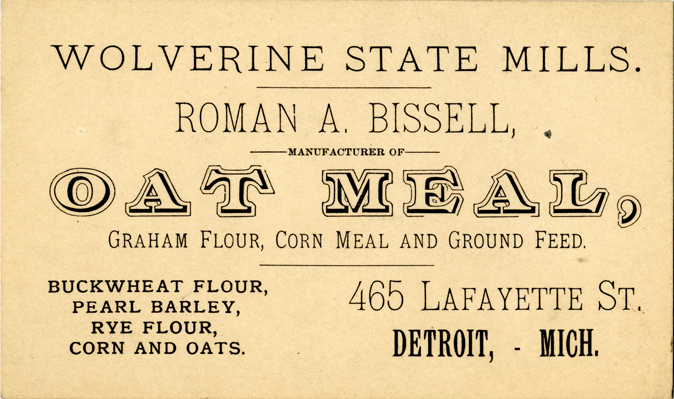 WOLVERINE STATE MILLS.
ROMAN A. BISSELL,
MANUFACTURER OF
OAT MEAL,
GRAHAM FLOUR, CORN MEAL AND GROUND FEED.
BUCKWHEAT FLOUR,
PEARL BARLEY,
RYE FLOUR,
CORN AND OATS.
465 LAFAYETTE ST.
DETROIT, - MICH.